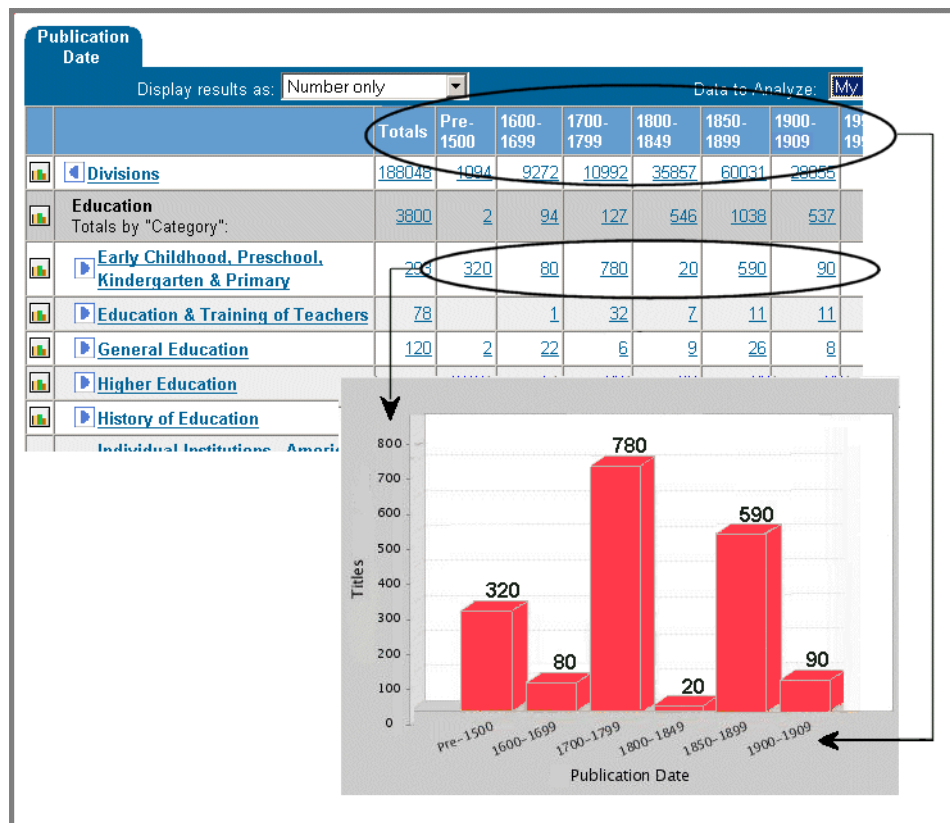 Publication
Date
Display results as: Number only Data to Analyze: My
Totals Pre-1500 1600-1699 1700-1799 1800-1849 1850-1899 1900-1909
Divisions 188048 1094 9272 10992 35857 60031
Education
Totals by "Category": 3800 2 94 127 546 1038 537
Early Childhood, Preschool,
Kindergarten & Primary 293 320 80 780 20 590 90
Education & Training of Teachers 78 1 32 7 11 11
General Education 120 2 22 6 9 26 8
Higher Education
History of Education
Individual Institutions
800
700
600
500
400
300
200
100
0
Titles
320
80
780
20
590
90
Pre-1500
1600-1699
1700-1799
1800-1849
1850-1899
1900-1909
Publication Date